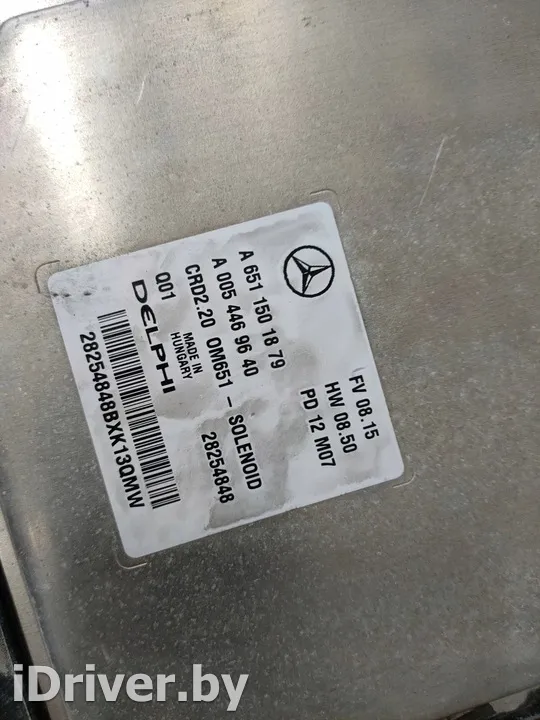 A 651 150 18 79
A 005 446 96 40
CRD2.20 OM651 - SOLENOID
Q01
MADE IN
HUNGARY
28254848
DELPHI
28254848BXK13QMW
FV 08.15
HW 08.50
PD 12 M07
iDriver.by